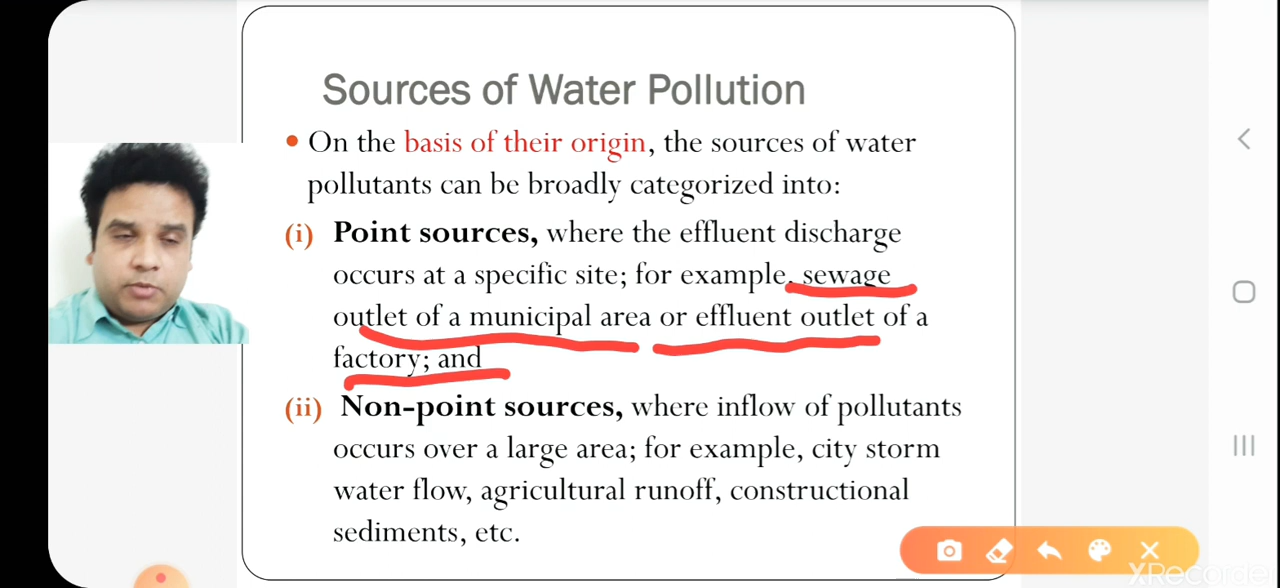 Sources of Water Pollution
• On the basis of their origin, the sources of water
pollutants can be broadly categorized into:
(i) Point sources, where the effluent discharge
occurs at a specific site; for example, sewage
outlet of a municipal area or effluent outlet of a
factory; and
(ii) Non-point sources, where inflow of pollutants
occurs over a large area; for example, city storm
water flow, agricultural runoff, constructional
sediments, etc.
XRecorder